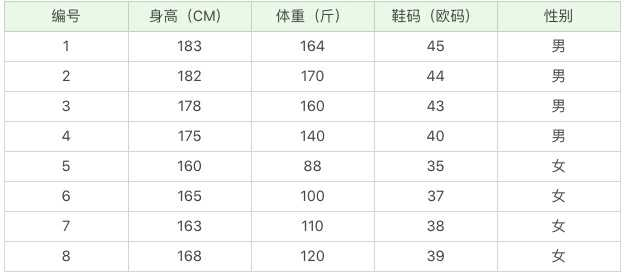 编号 身高（CM） 体重（斤） 鞋码（欧码） 性别
1 183 164 45 男
2 182 170 44 男
3 178 160 43 男
4 175 140 40 男
5 160 88 35 女
6 165 100 37 女
7 163 110 38 女
8 168 120 39 女